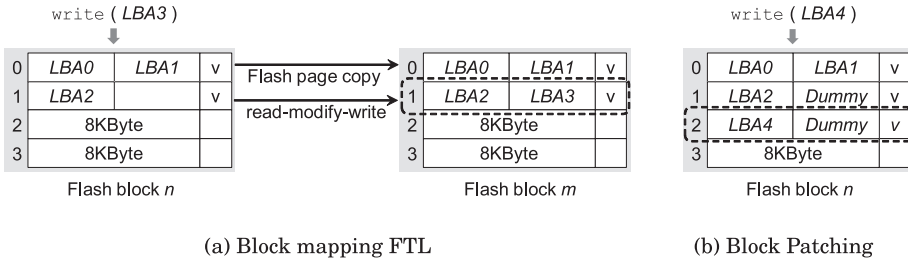 write ( LBA3 )
0 LBA0 LBA1 v
1 LBA2 v
2 8KByte
3 8KByte
Flash block n
Flash page copy
read-modify-write
0 LBA0 LBA1 v
1 LBA2 LBA3 v
2 8KByte
3 8KByte
Flash block m
(a) Block mapping FTL
write ( LBA4 )
0 LBA0 LBA1 v
1 LBA2 Dummy v
2 LBA4 Dummy v
3 8KByte
Flash block n
(b) Block Patching